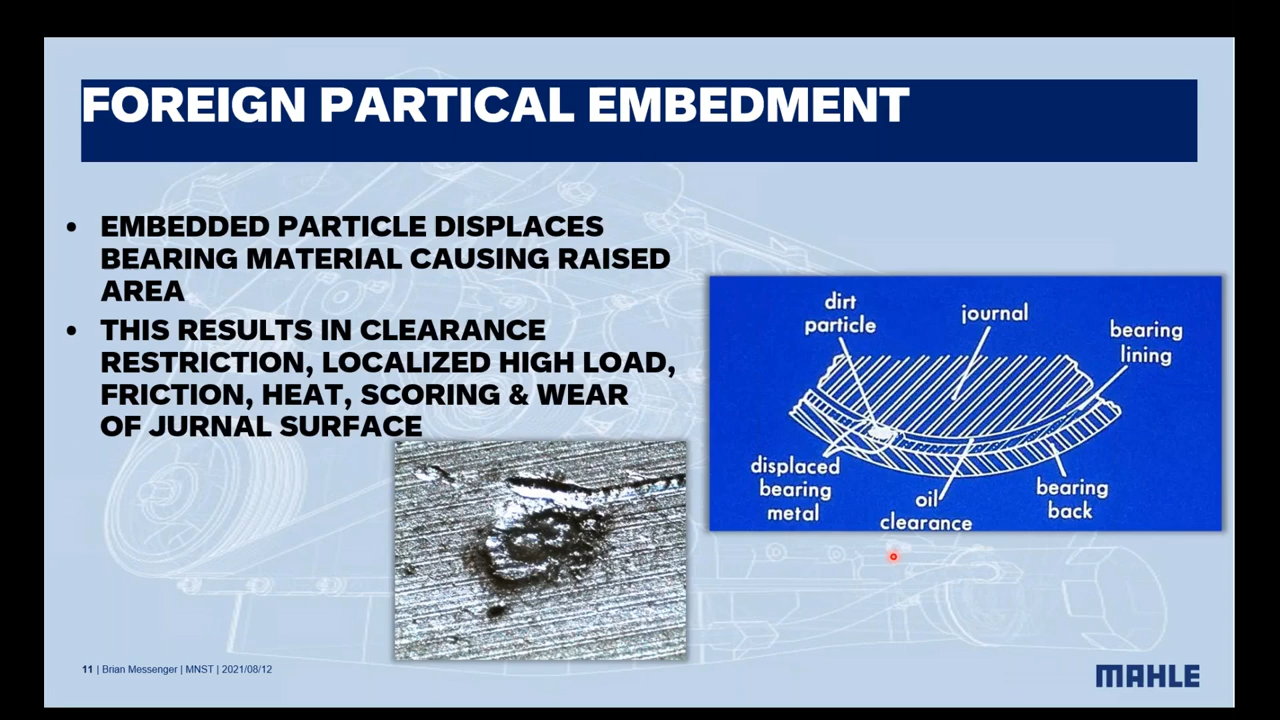 FOREIGN PARTICAL EMBEDMENT
• EMBEDDED PARTICLE DISPLACES
BEARING MATERIAL CAUSING RAISED
AREA
• THIS RESULTS IN CLEARANCE
RESTRICTION, LOCALIZED HIGH LOAD,
FRICTION, HEAT, SCORING & WEAR
OF JURNAL SURFACE
dirt
particle
journal
bearing
lining
displaced
bearing
metal
oil
clearance
bearing
back
11 | Brian Messenger | MNST | 2021/08/12
MAHLE